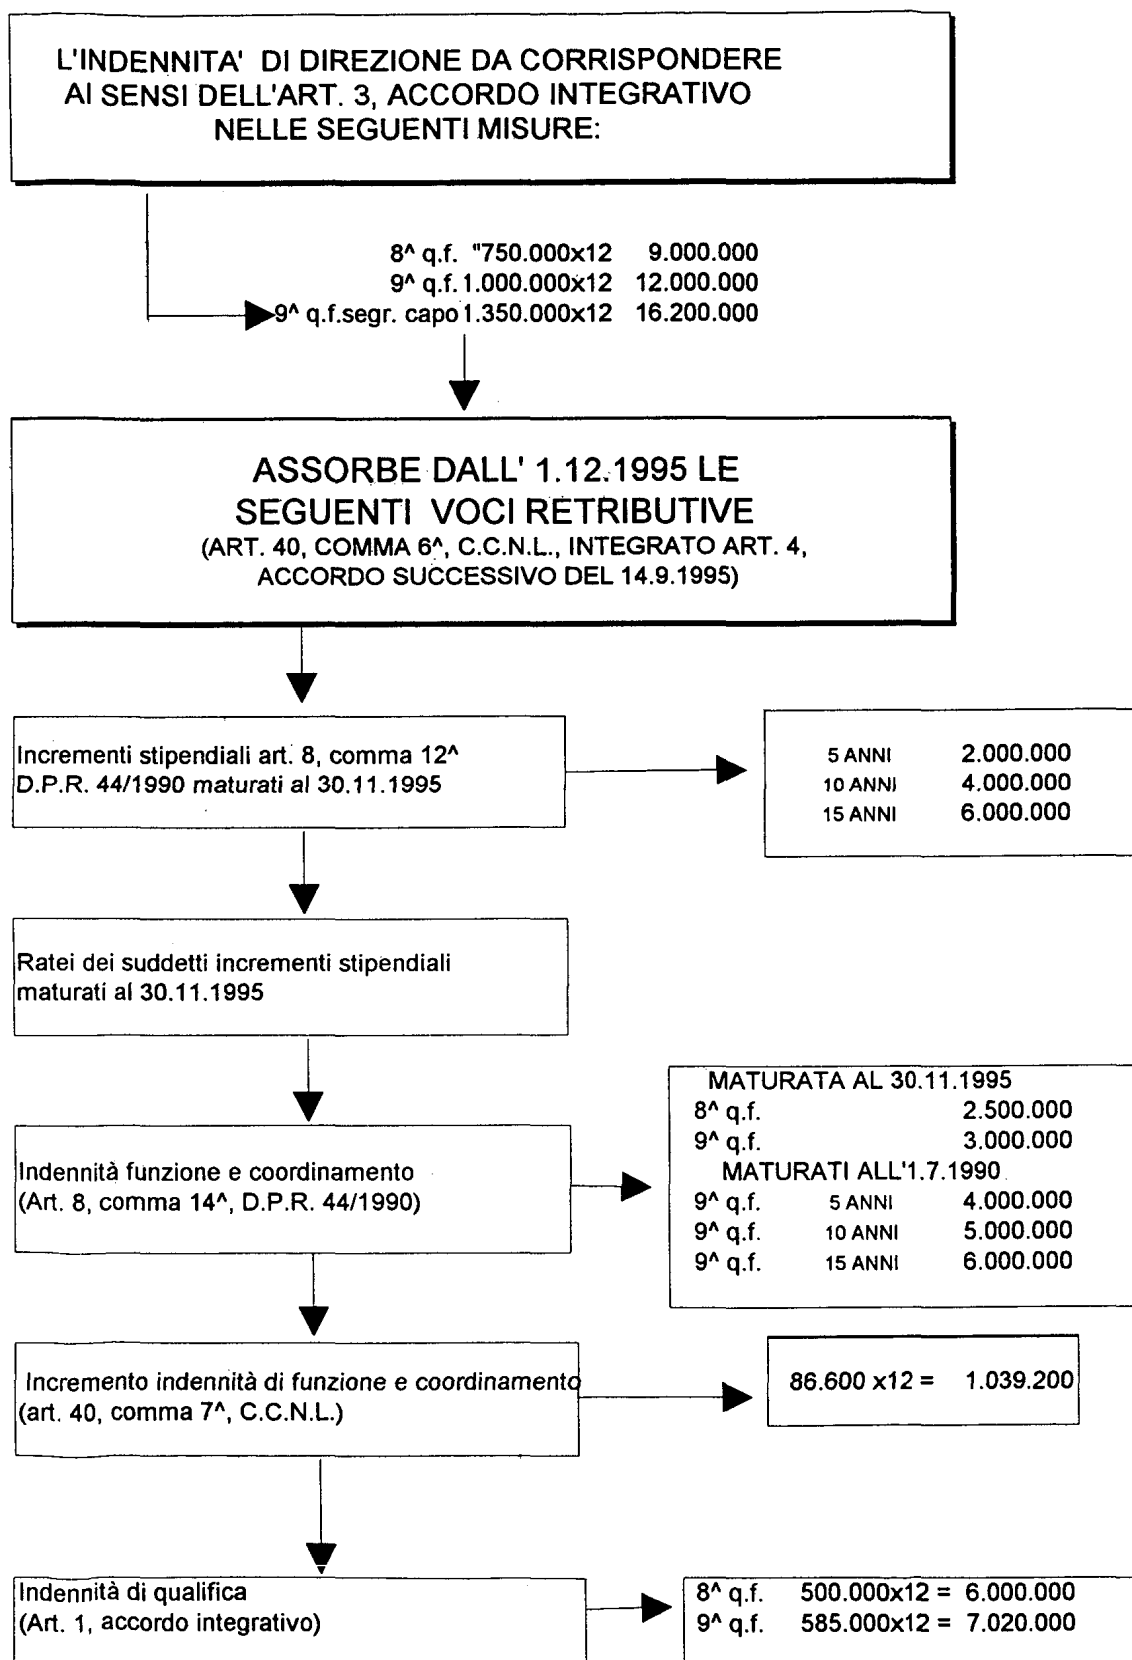 L'INDENNITA' DI DIREZIONE DA CORRISPONDERE
AI SENSI DELL'ART. 3, ACCORDO INTEGRATIVO
NELLE SEGUENTI MISURE:
8^ q.f. "750.000x12 9.000.000
9^ q.f. 1.000.000x12 12.000.000
9^ q.f.segr. capo 1.350.000x12 16.200.000
ASSORBE DALL' 1.12.1995 LE
SEGUENTI VOCI RETRIBUTIVE
(ART. 40, COMMA 6^, C.C.N.L., INTEGRATO ART. 4,
ACCORDO SUCCESSIVO DEL 14.9.1995)
Incrementi stipendiali art. 8, comma 12^
D.P.R. 44/1990 maturati al 30.11.1995
5 ANNI 2.000.000
10 ANNI 4.000.000
15 ANNI 6.000.000
Ratei dei suddetti incrementi stipendiali
maturati al 30.11.1995
Indennità funzione e coordinamento
(Art. 8, comma 14^, D.P.R. 44/1990)
MATURATA AL 30.11.1995
8^ q.f. 2.500.000
9^ q.f. 3.000.000
MATURATI ALL'1.7.1990
9^ q.f. 5 ANNI 4.000.000
9^ q.f. 10 ANNI 5.000.000
9^ q.f. 15 ANNI 6.000.000
Incremento indennità di funzione e coordinamento
(art. 40, comma 7^, C.C.N.L.)
86.600 x12 = 1.039.200
Indennità di qualifica
(Art. 1, accordo integrativo)
8^ q.f. 500.000x12 = 6.000.000
9^ q.f. 585.000x12 = 7.020.000